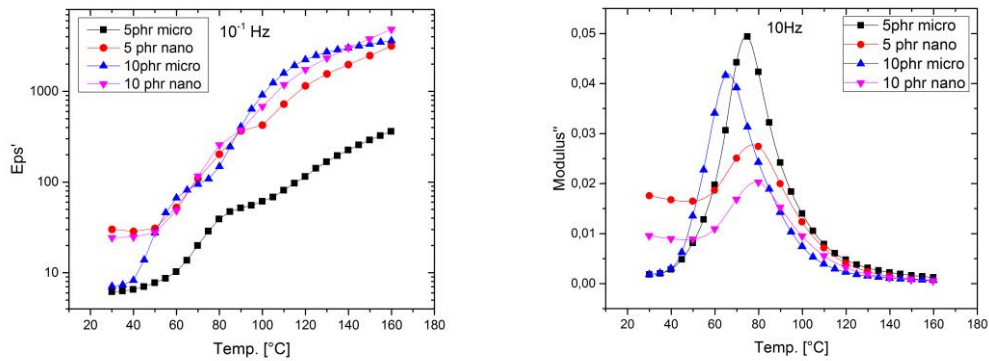 5phr micro
5 phr nano
10phr micro
10 phr nano
10⁻¹ Hz
1000
100
10
Eps'
20 40 60 80 100 120 140 160 180
Temp. [°C]
10Hz
5phr micro
5 phr nano
10phr micro
10 phr nano
0,05
0,04
0,03
0,02
0,01
0,00
Modulus"
20 40 60 80 100 120 140 160 180
Temp. [°C]